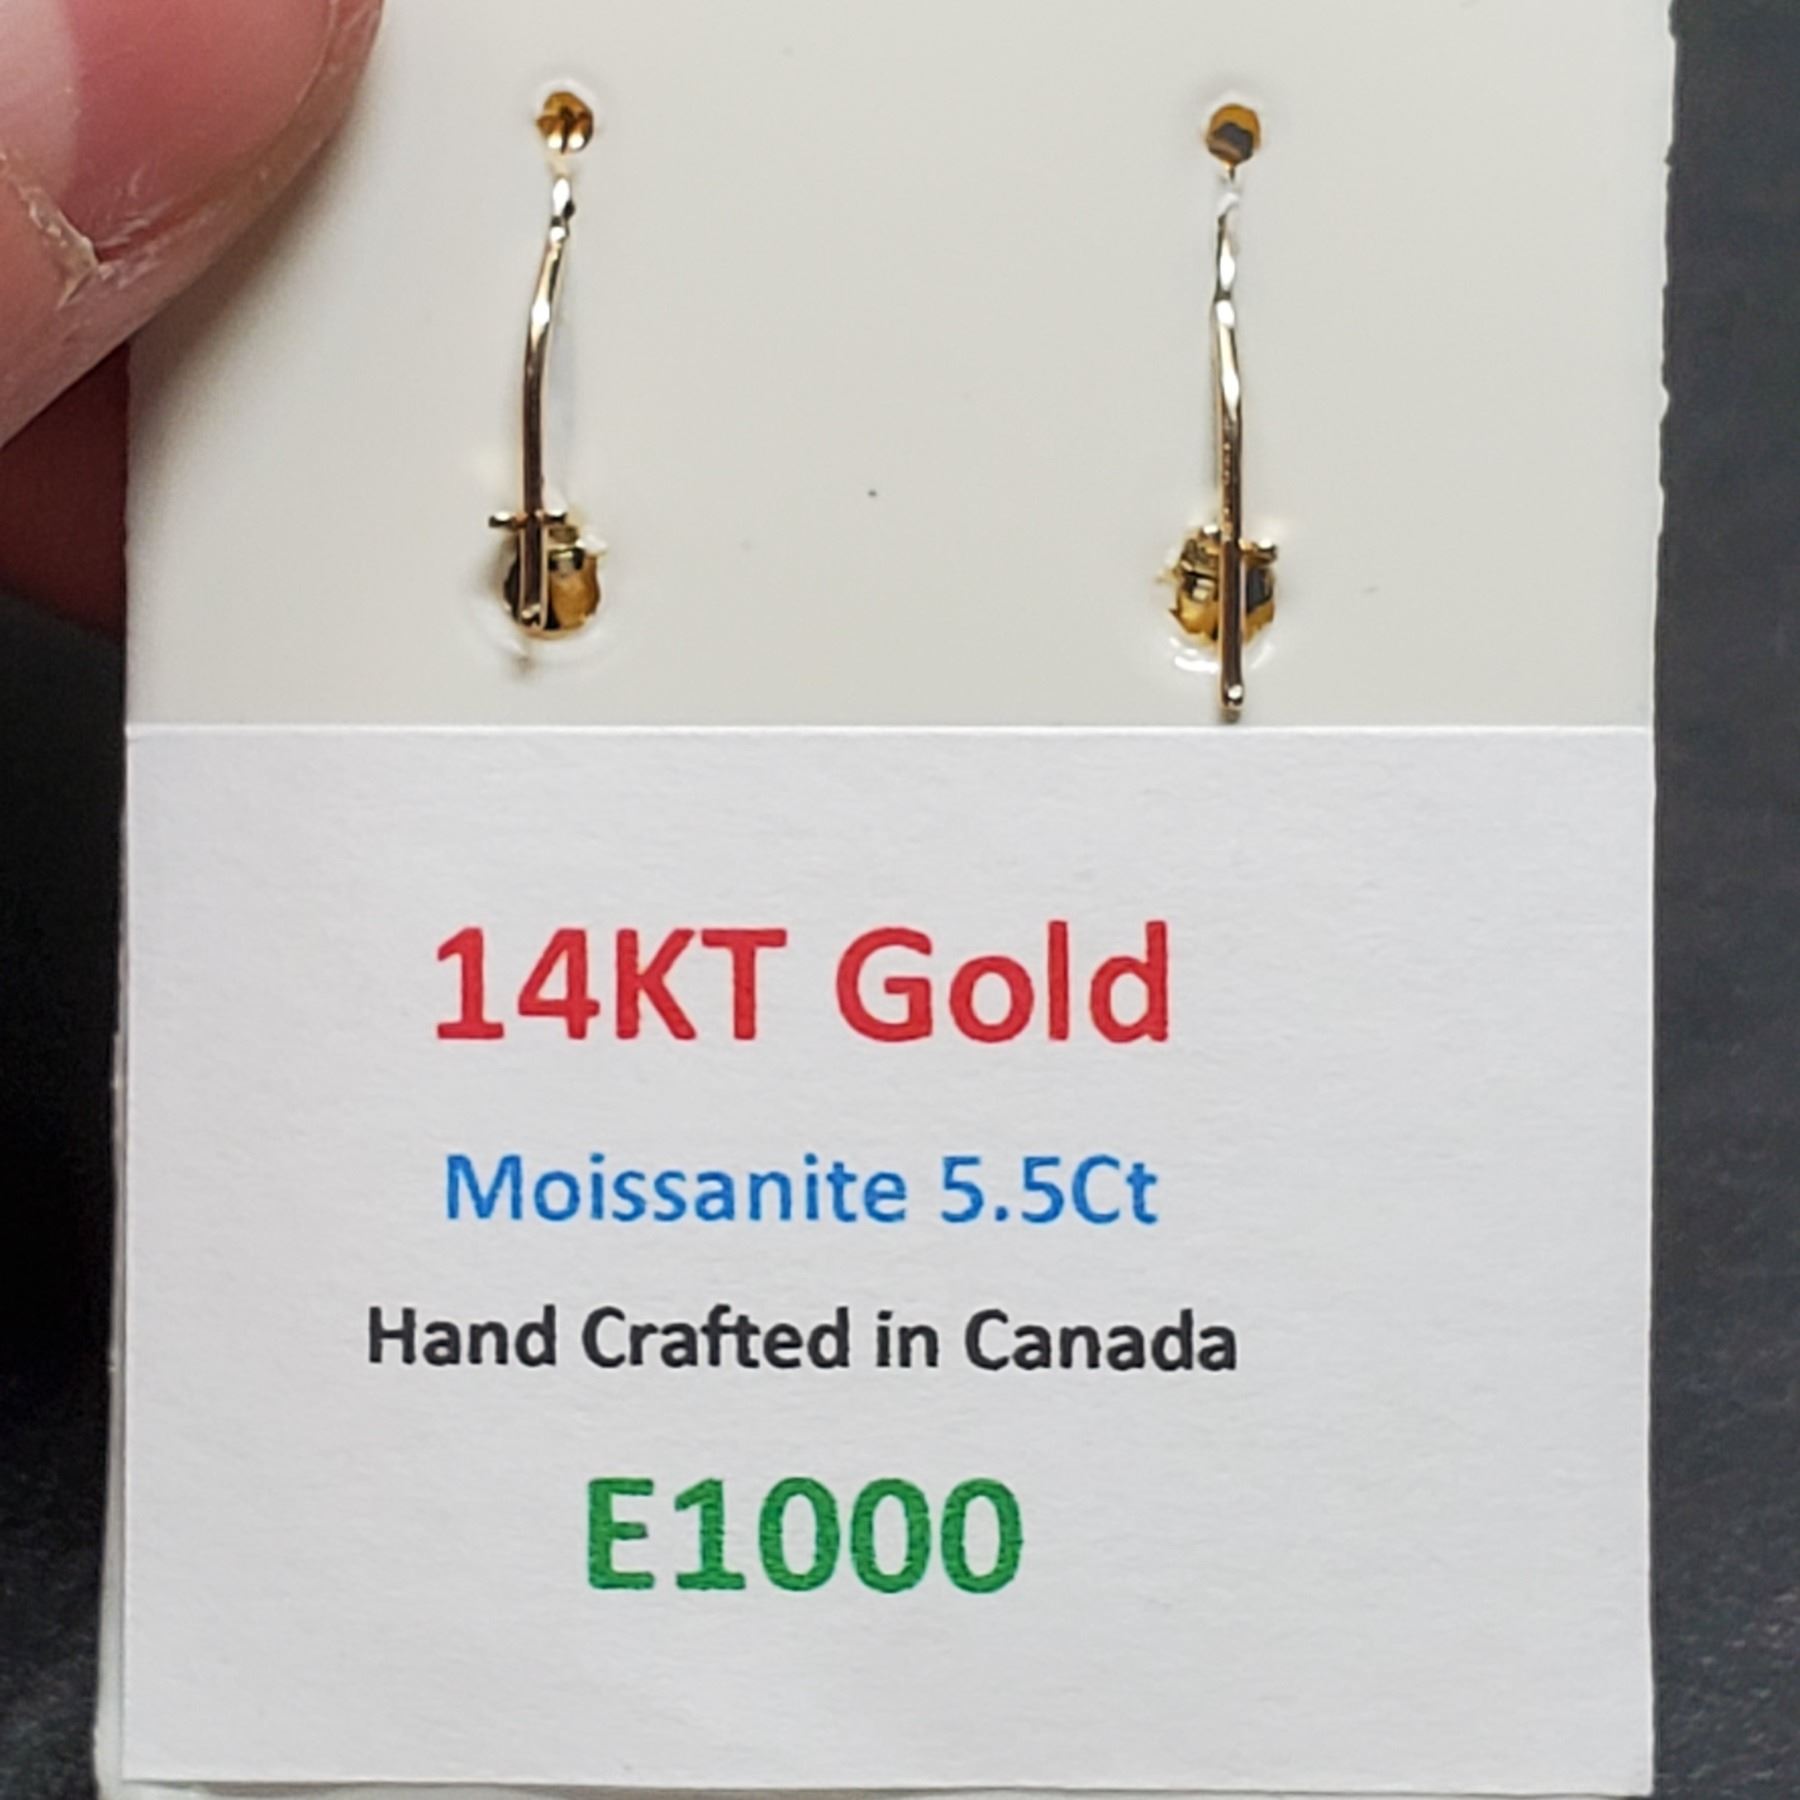 14KT Gold
Moissanite 5.5Ct
Hand Crafted in Canada
E1000